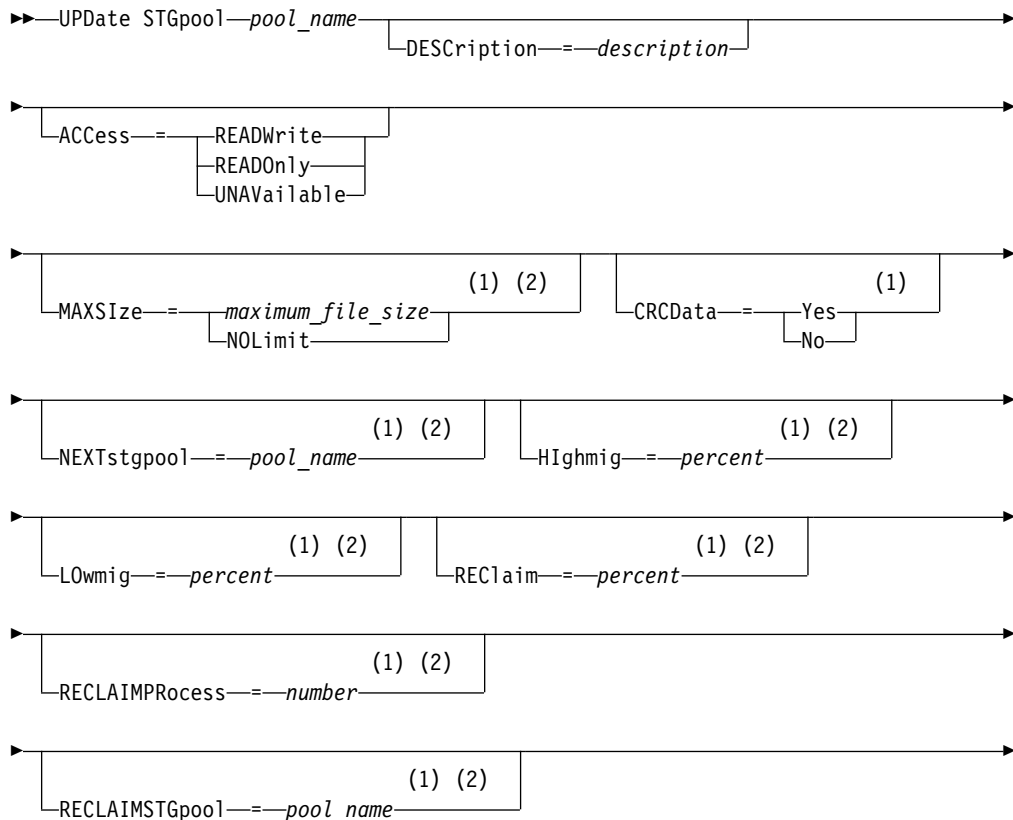 UPDate STGpool pool_name
DESCription = description
ACCess = READWrite
READOnly
UNAVailable
(1) (2) (1)
MAXSIze = maximum_file_size CRCData = Yes
NOLimit No
(1) (2) (1) (2)
NEXTstgpool = pool_name HIghmig = percent
(1) (2) (1) (2)
LOwmig = percent REClaim = percent
(1) (2)
RECLAIMPRocess = number
(1) (2)
RECLAIMSTGpool = pool_name